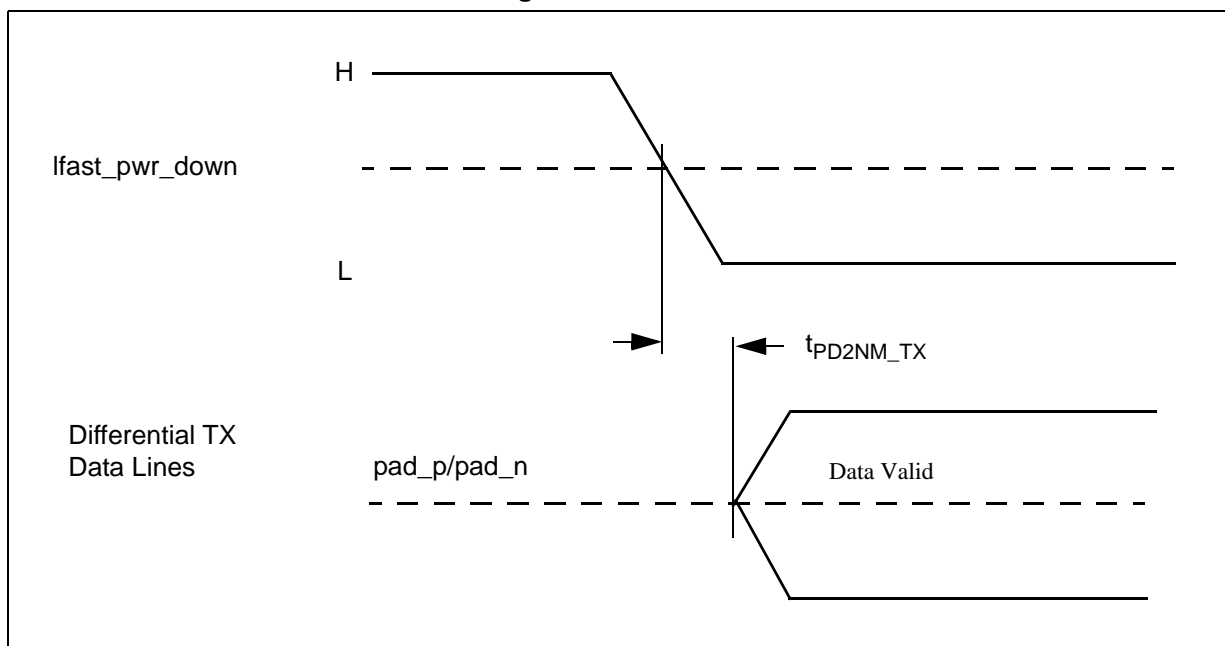 H
lfast_pwr_down
L
tPD2NM_TX
Differential TX
Data Lines
pad_p/pad_n
Data Valid